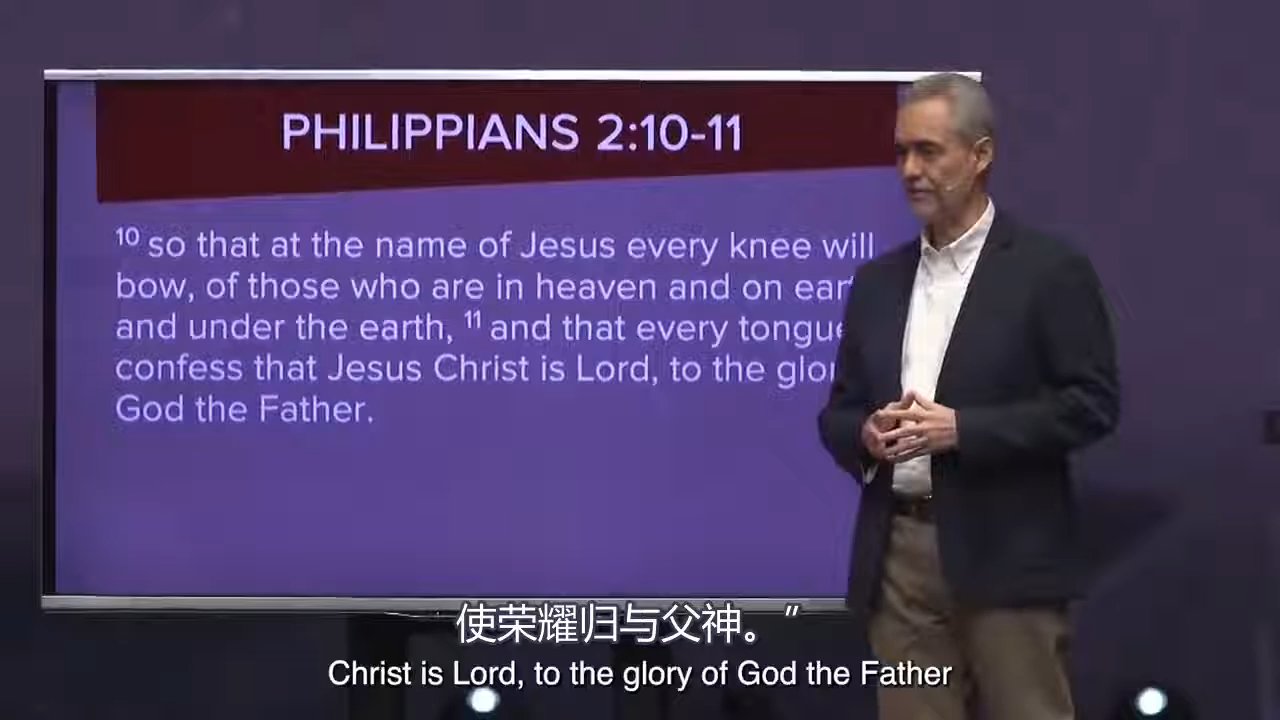 PHILIPPIANS 2:10-11
10 so that at the name of Jesus every knee will
bow, of those who are in heaven and on
and under the earth, 11 and that every tongue
confess that Jesus Christ is Lord, to the
God the Father.
使荣耀归与父神。”
Christ is Lord, to the glory of God the Father